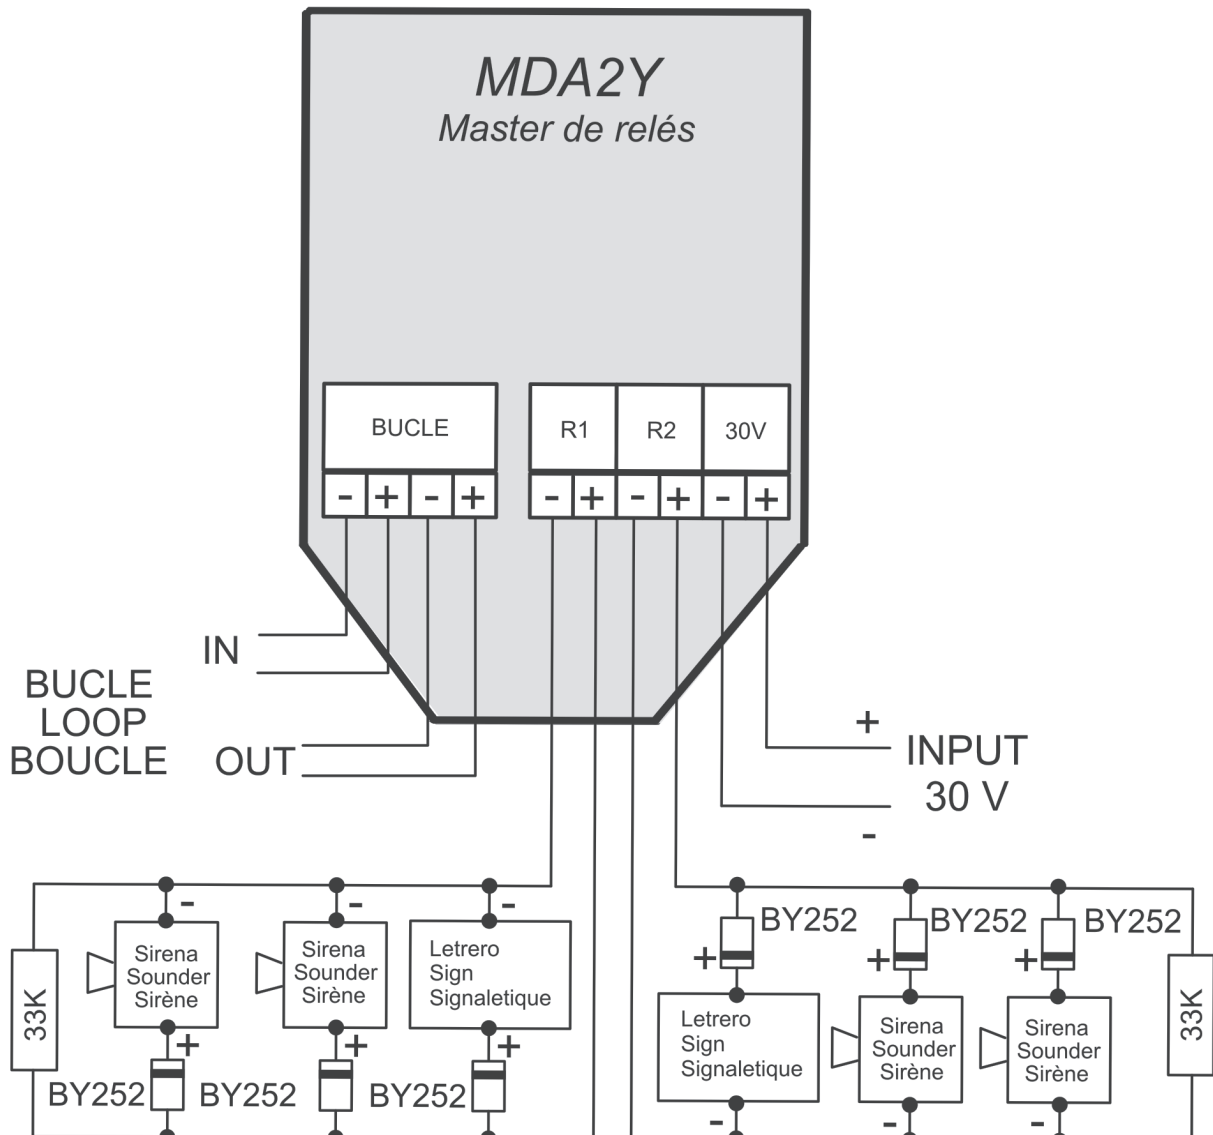 MDA2Y
Master de relés
BUCLE
R1
R2
30V
- + - +
- + - + - +
IN
BUCLE
LOOP
BOUCLE
OUT
+
INPUT
30 V
-
-
-
-
Sirena
Sounder
Sirène
Sirena
Sounder
Sirène
Letrero
Sign
Signaletique
33K
+
+
+
BY252
BY252
BY252
BY252
BY252
BY252
+
+
+
Letrero
Sign
Signaletique
Sirena
Sounder
Sirène
Sirena
Sounder
Sirène
33K
-
-
-